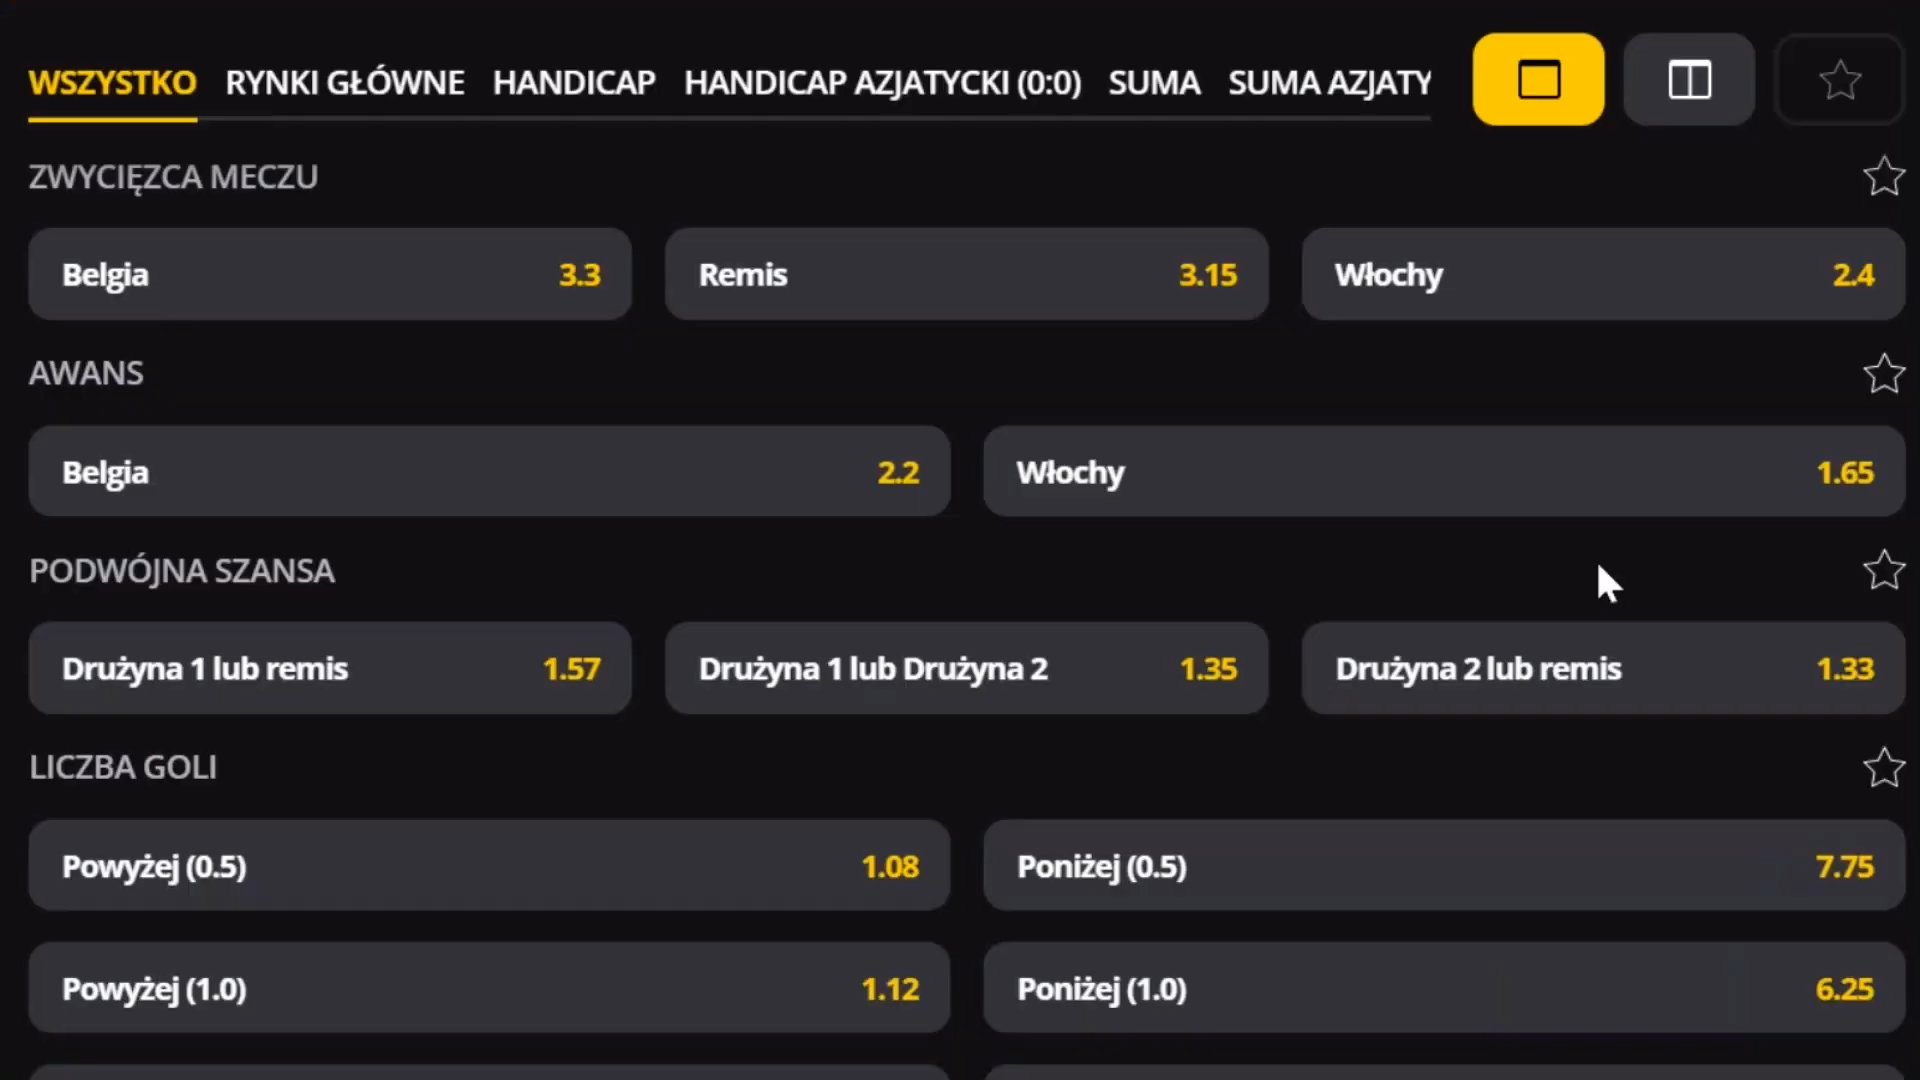 WSZYSTKO RYNKI GŁÓWNE HANDICAP HANDICAP AZJATYCKI (0:0) SUMA SUMA AZJATY
ZWYCIĘZCA MECZU
Belgia 3.3 Remis 3.15 Włochy 2.4
AWANS
Belgia 2.2 Włochy 1.65
PODWÓJNA SZANSA
Drużyna 1 lub remis 1.57 Drużyna 1 lub Drużyna 2 1.35 Drużyna 2 lub remis 1.33
LICZBA GOLI
Powyżej (0.5) 1.08 Poniżej (0.5) 7.75
Powyżej (1.0) 1.12 Poniżej (1.0) 6.25